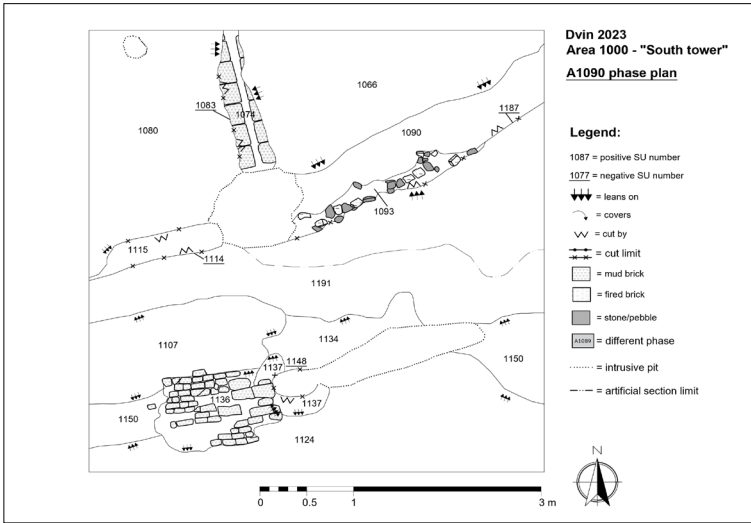 Dvin 2023
Area 1000 - "South tower"
A1090 phase plan
1080
1083
1074
1066
1187
1090
1093
1115
1114
1191
1107
1134
1148
1137
1150
1136
1137
1150
1124
Legend:
1087 = positive SU number
1077 = negative SU number
= leans on
= covers
= cut by
= cut limit
= mud brick
= fired brick
= stone/pebble
A1089 = different phase
= intrusive pit
= artificial section limit
N
0 0.5 1 3 m